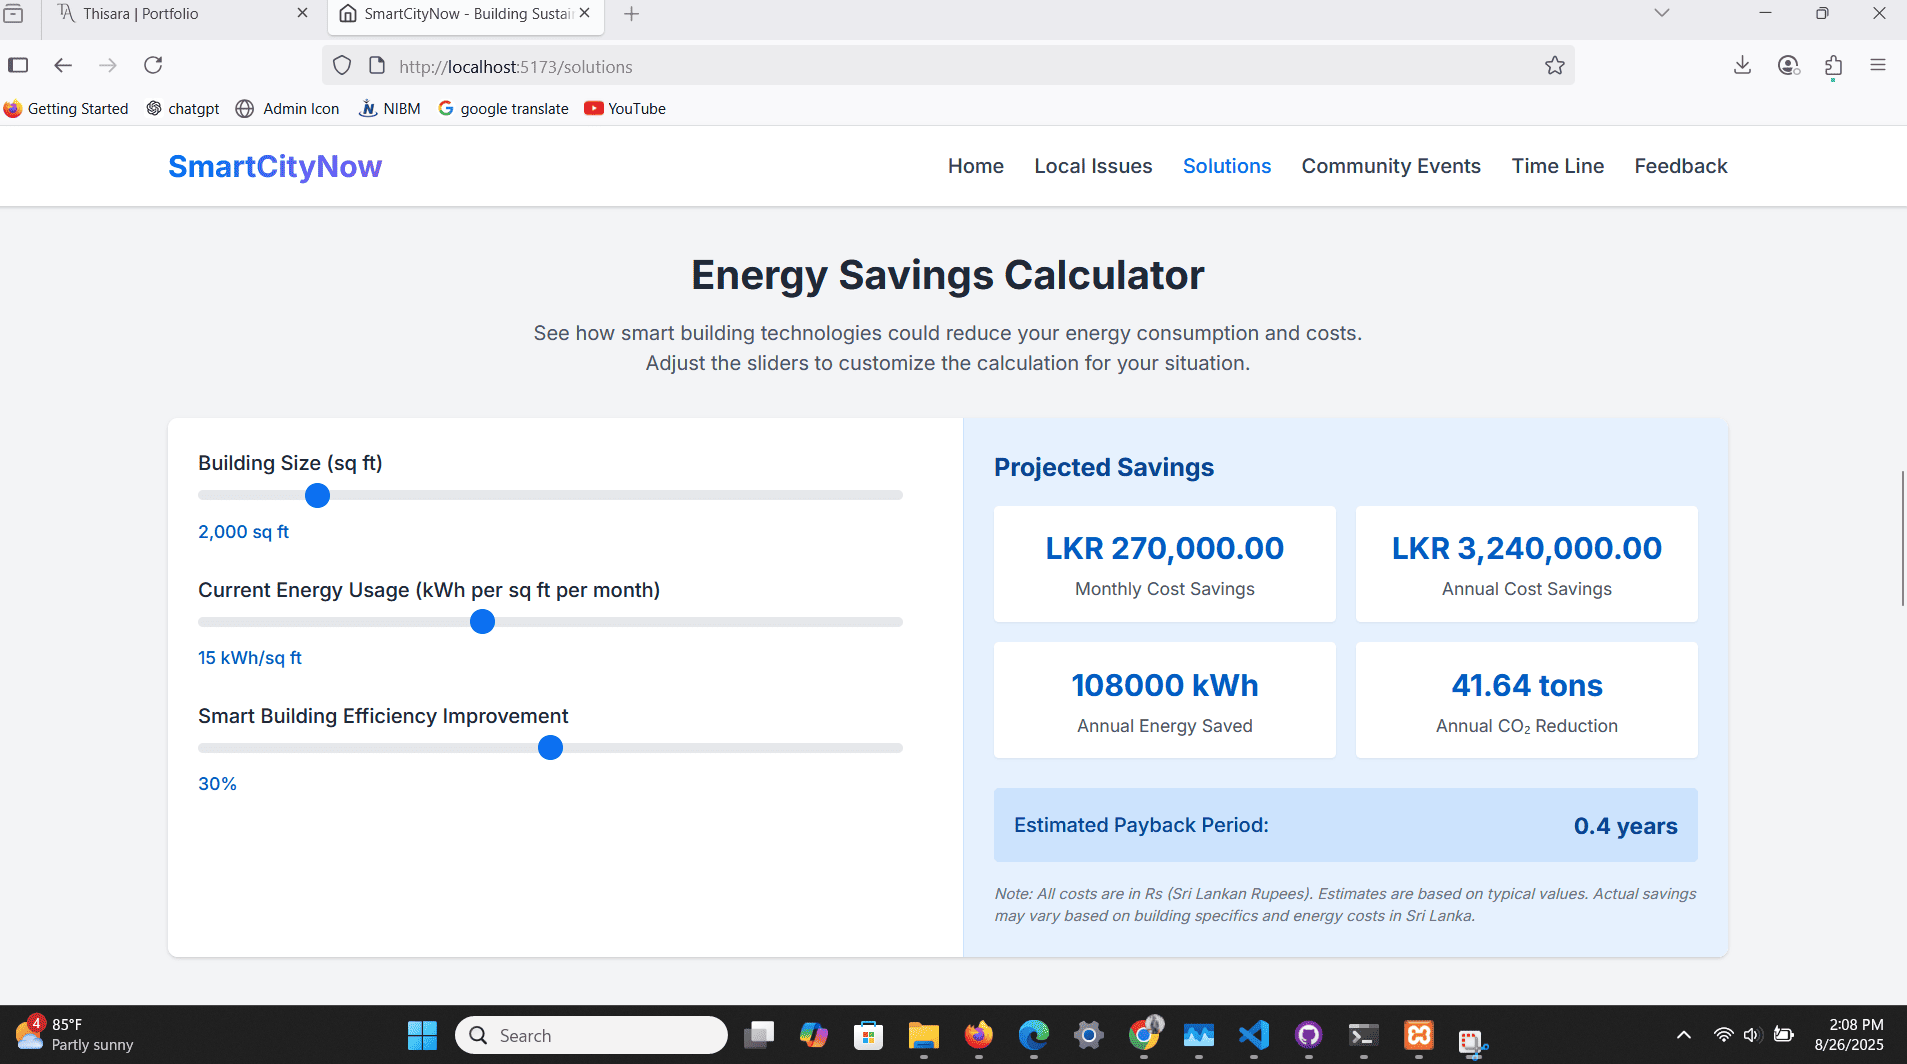 Thisara | Portfolio
SmartCityNow - Building Sustai
http://localhost:5173/solutions
Getting Started
chatgpt
Admin Icon
NIBM
google translate
YouTube
SmartCityNow
Home
Local Issues
Solutions
Community Events
Time Line
Feedback
Energy Savings Calculator
See how smart building technologies could reduce your energy consumption and costs.
Adjust the sliders to customize the calculation for your situation.
Building Size (sq ft)
2,000 sq ft
Current Energy Usage (kWh per sq ft per month)
15 kWh/sq ft
Smart Building Efficiency Improvement
30%
Projected Savings
LKR 270,000.00
Monthly Cost Savings
LKR 3,240,000.00
Annual Cost Savings
108000 kWh
Annual Energy Saved
41.64 tons
Annual CO₂ Reduction
Estimated Payback Period:
0.4 years
Note: All costs are in Rs (Sri Lankan Rupees). Estimates are based on typical values. Actual savings
may vary based on building specifics and energy costs in Sri Lanka.
4
85°F
Partly sunny
Search
2:08 PM
8/26/2025